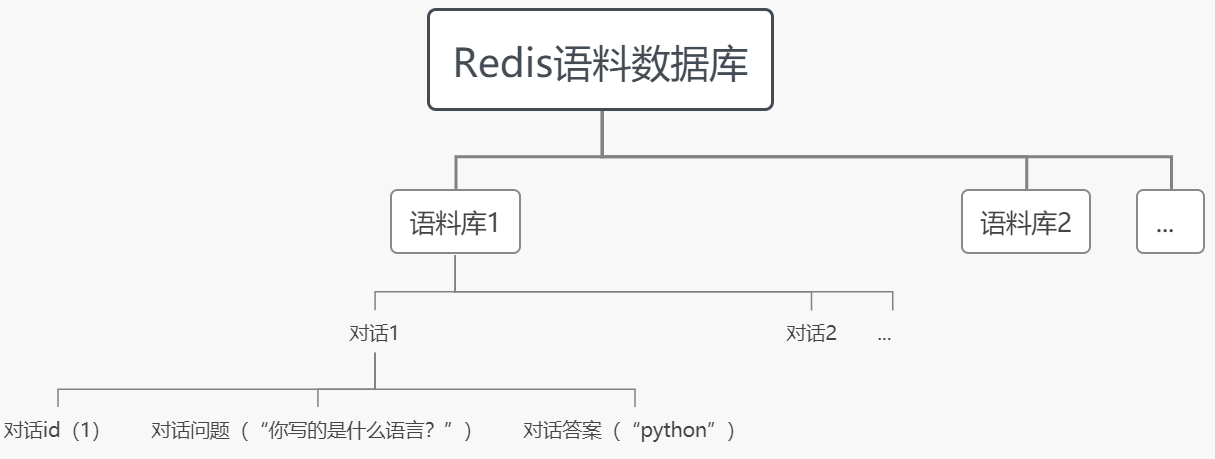 Redis语料数据库
语料库1
语料库2
...
对话1
对话2
...
对话id（1）
对话问题（“你写的是什么语言？”）
对话答案（“python”）